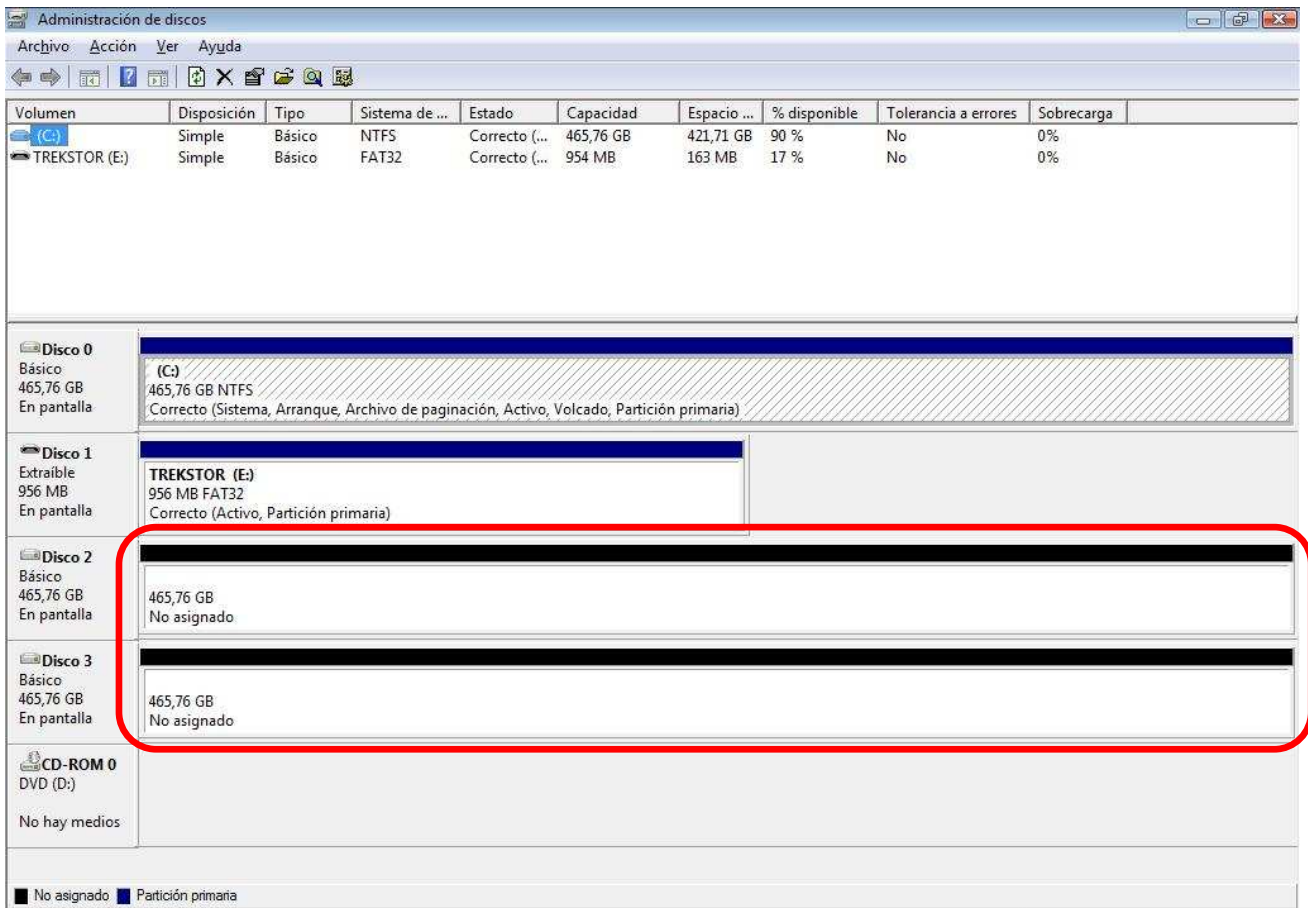 Administración de discos
Archivo Acción Ver Ayuda
Volumen Disposición Tipo Sistema de ... Estado Capacidad Espacio ... % disponible Tolerancia a errores Sobrecarga
(C:) Simple Básico NTFS Correcto (... 465,76 GB 421,71 GB 90 % No 0%
TREKSTOR (E:) Simple Básico FAT32 Correcto (... 954 MB 163 MB 17 % No 0%
Disco 0
Básico
465,76 GB
En pantalla
(C:)
465,76 GB NTFS
Correcto (Sistema, Arranque, Archivo de paginación, Activo, Volcado, Partición primaria)
Disco 1
Extraíble
956 MB
En pantalla
TREKSTOR (E:)
956 MB FAT32
Correcto (Activo, Partición primaria)
Disco 2
Básico
465,76 GB
En pantalla
465,76 GB
No asignado
Disco 3
Básico
465,76 GB
En pantalla
465,76 GB
No asignado
CD-ROM 0
DVD (D:)
No hay medios
No asignado Partición primaria